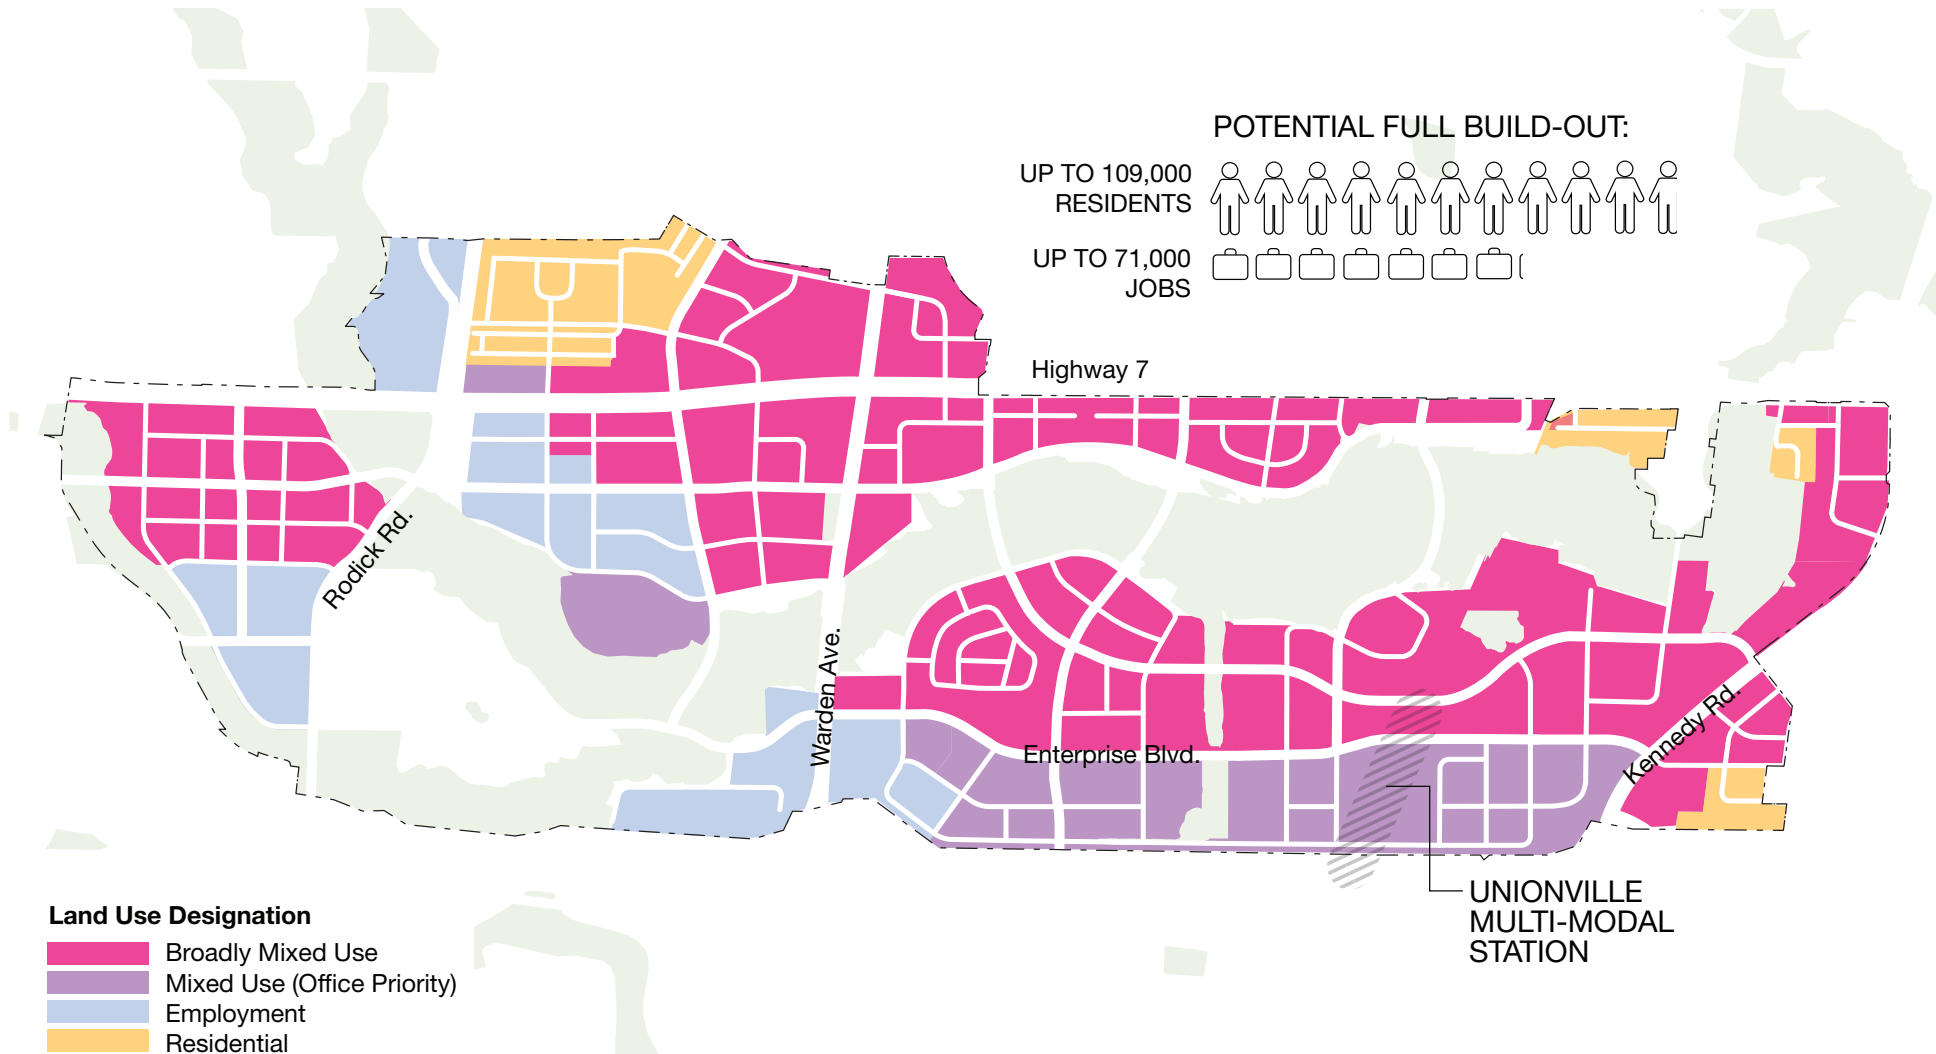 POTENTIAL FULL BUILD-OUT:
UP TO 109,000
RESIDENTS
UP TO 71,000
JOBS
Highway 7
Rodick Rd.
Warden Ave.
Enterprise Blvd.
Kennedy Rd.
UNIONVILLE
MULTI-MODAL
STATION
Land Use Designation
Broadly Mixed Use
Mixed Use (Office Priority)
Employment
Residential